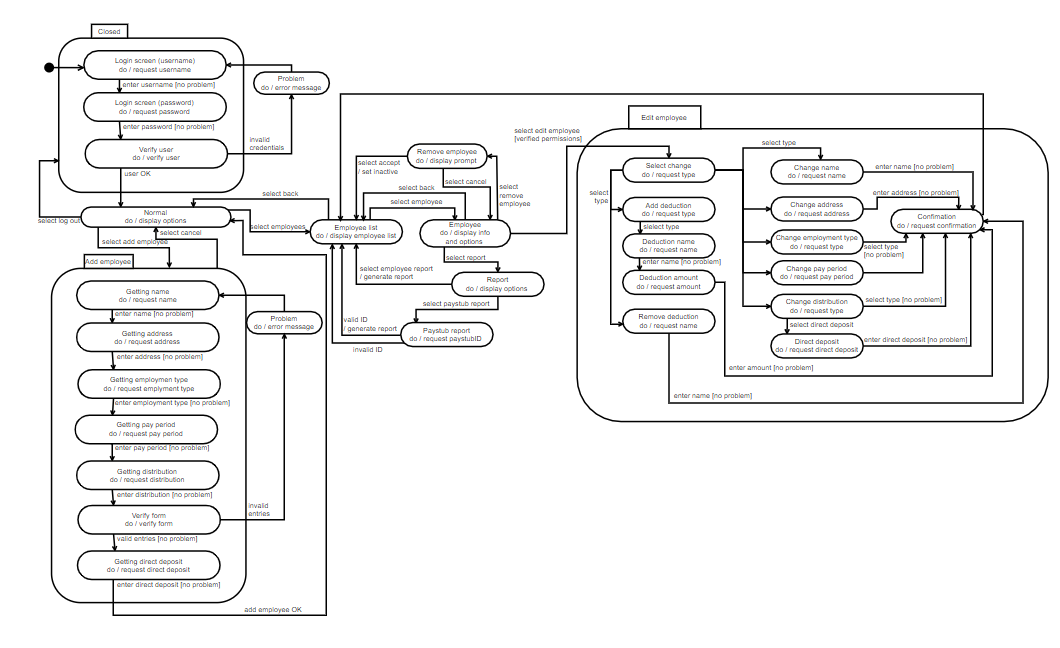 Closed
Login screen (username)
do / request username
enter username [no problem]
Login screen (password)
do / request password
enter password [no problem]
Verify user
do / verify user
user OK
Problem
do / error message
invalid
credentials
select log out
Normal
do / display options
select back
select employees
select cancel
select add employee
Add employee
Getting name
do / request name
enter name [no problem]
Getting address
do / request address
enter address [no problem]
Getting employmen type
do / request emplyment type
enter employment type [no problem]
Getting pay period
do / request pay period
enter pay period [no problem]
Getting distribution
do / request distribution
enter distribution [no problem]
Verify form
do / verify form
valid entries [no problem]
Getting direct deposit
do / request direct deposit
enter direct deposit [no problem]
add employee OK
Problem
do / error message
invalid
entries
Employee list
do / display employee list
select accept
/ set inactive
Remove employee
do / display prompt
select cancel
select
remove
employee
select back
select employee
Employee
do / display info
and options
select report
Report
do / display options
select employee report
/ generate report
select paystub report
Paystub report
do / request paystubID
valid ID
/ generate report
invalid ID
select edit employee
[verified permissions]
Edit employee
Select change
do / request type
select
type
Add deduction
do / request type
select type
Deduction name
do / request name
enter name [no problem]
Deduction amount
do / request amount
Remove deduction
do / request name
select type
Change name
do / request name
enter name [no problem]
Change address
do / request address
enter address [no problem]
Change employment type
do / request type
select type
[no problem]
Change pay period
do / request pay period
Change distribution
do / request type
select type [no problem]
select direct deposit
Direct deposit
do / request direct deposit
enter direct deposit [no problem]
Confimation
do / request confirmation
enter amount [no problem]
enter name [no problem]